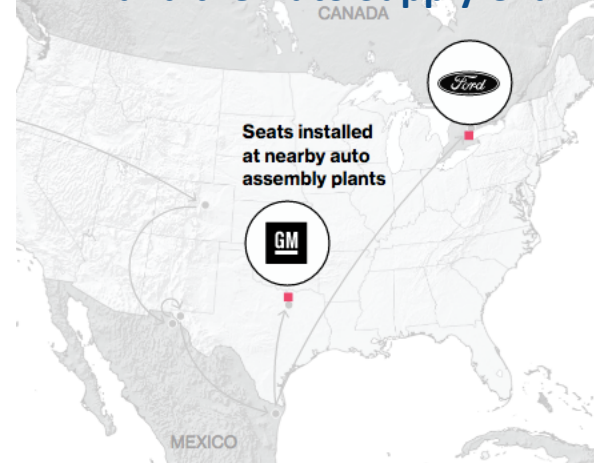 CANADA
Ford
Seats installed
at nearby auto
assembly plants
GM
MEXICO